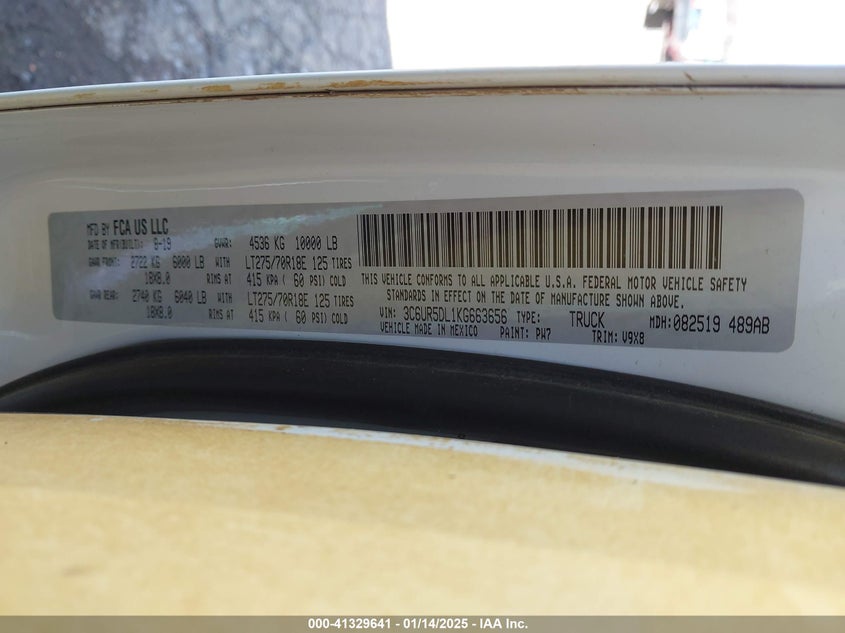 MFD BY FCA US LLC
DATE OF MFR(BUILT): 8-19 GVWR: 4536 KG 10000 LB
GAWR FRONT: 2722 KG 6000 LB WITH LT275/70R18E 125 TIRES
18X8.0 RIMS AT 415 KPA ( 60 PSI) COLD
GAWR REAR: 2740 KG 6040 LB WITH LT275/70R18E 125 TIRES
18X8.0 RIMS AT 415 KPA ( 60 PSI) COLD
THIS VEHICLE CONFORMS TO ALL APPLICABLE U.S.A. FEDERAL MOTOR VEHICLE SAFETY
STANDARDS IN EFFECT ON THE DATE OF MANUFACTURE SHOWN ABOVE.
VIN: 3C6UR5DL1KG663656 TYPE: TRUCK MDH:082519 489AB
VEHICLE MADE IN MEXICO PAINT: PW7 TRIM: V9X8
000-41329641 - 01/14/2025 - IAA Inc.